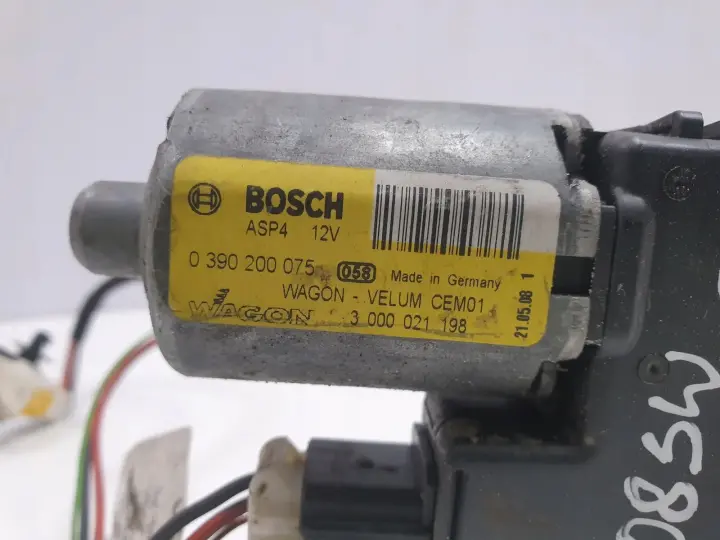 BOSCH
ASP4 12V
0 390 200 075 058 Made in Germany
WAGON - VELUM CEM01
WAGON 3 000 021 198
21.05.08 1
08SW